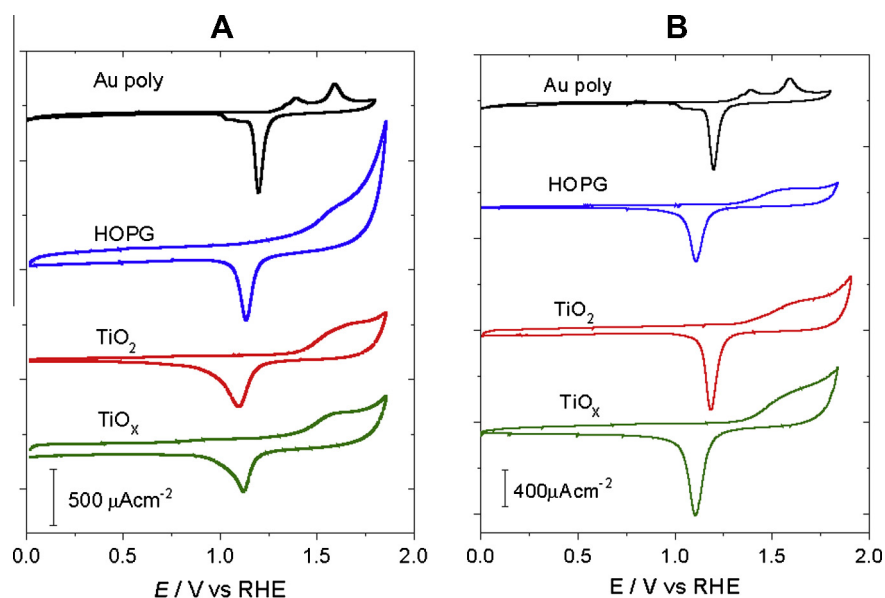 A
Au poly
HOPG
TiO2
TiOx
500 μAcm-2
0.0 0.5 1.0 1.5 2.0
E / V vs RHE
B
Au poly
HOPG
TiO2
TiOx
400μAcm-2
0.0 0.5 1.0 1.5 2.0
E / V vs RHE